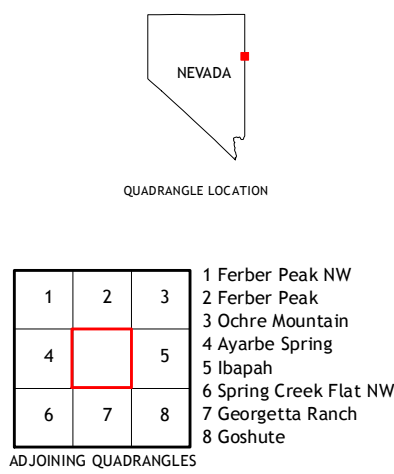 NEVADA
QUADRANGLE LOCATION
1 2 3
4 5
6 7 8
1 Ferber Peak NW
2 Ferber Peak
3 Ochre Mountain
4 Ayarbe Spring
5 Ibapah
6 Spring Creek Flat NW
7 Georgetta Ranch
8 Goshute
ADJOINING QUADRANGLES